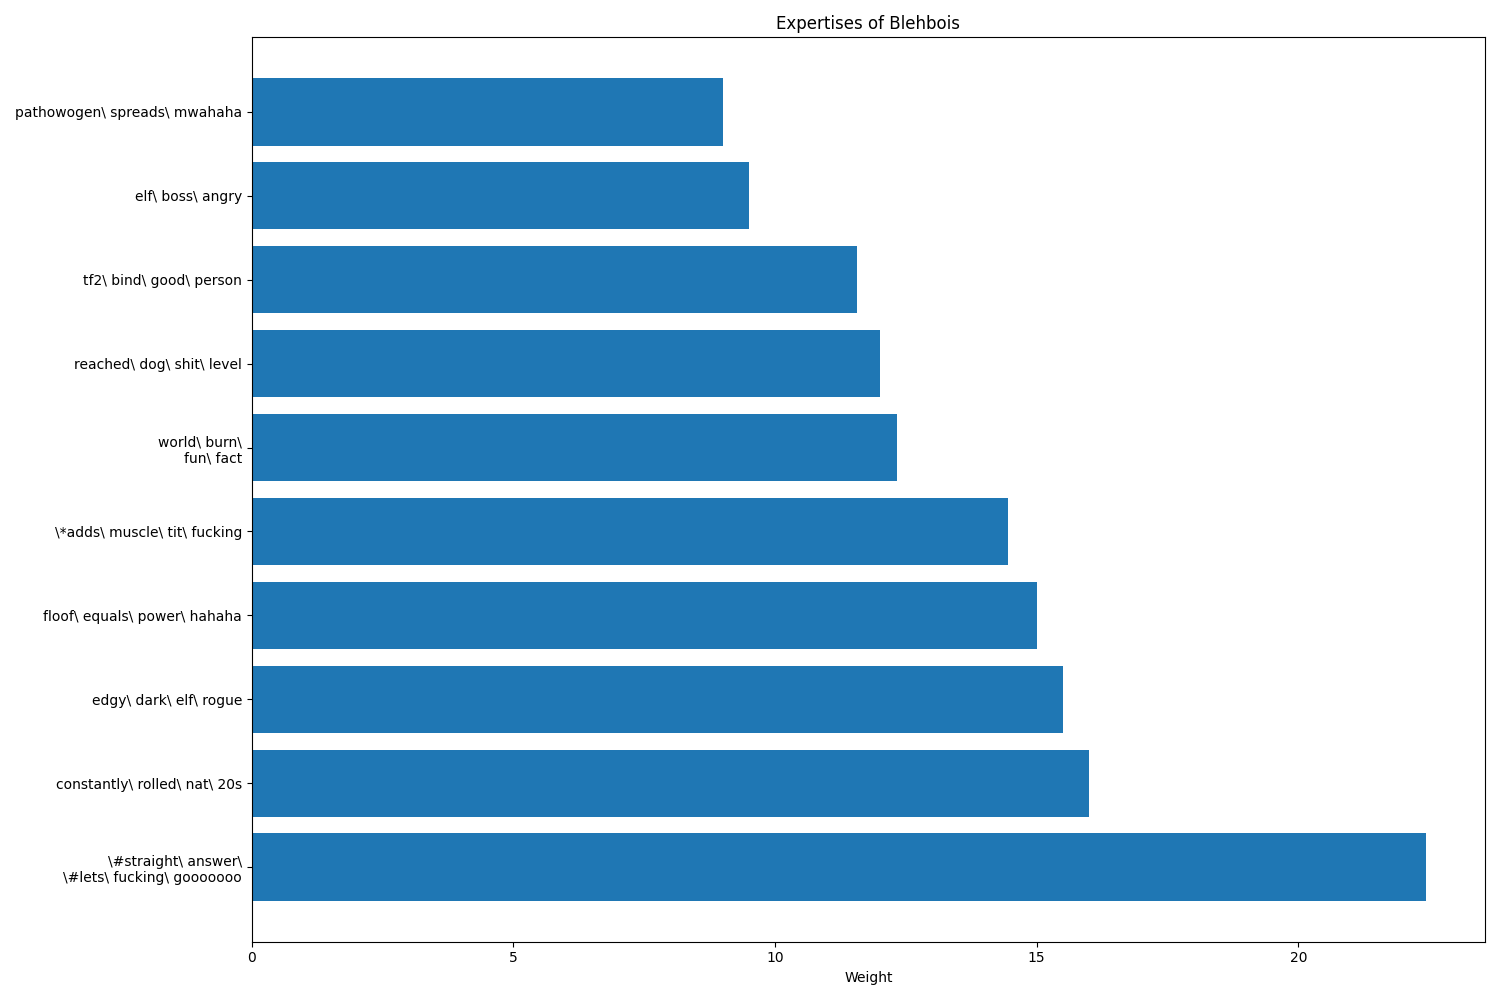 Expertises of Blehbois
pathowogen\ spreads\ mwahaha
elf\ boss\ angry
tf2\ bind\ good\ person
reached\ dog\ shit\ level
world\ burn\
fun\ fact
\*adds\ muscle\ tit\ fucking
floof\ equals\ power\ hahaha
edgy\ dark\ elf\ rogue
constantly\ rolled\ nat\ 20s
\#straight\ answer\
\#lets\ fucking\ gooooooo
0 5 10 15 20
Weight